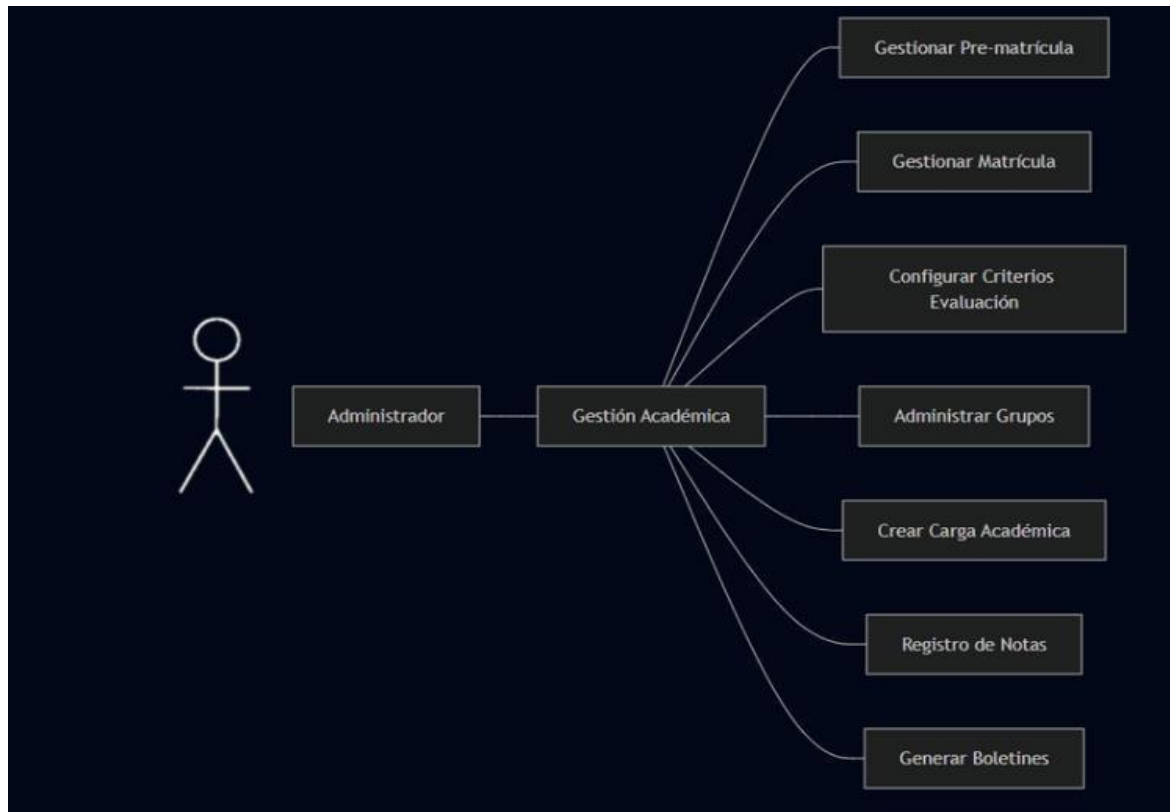 Gestionar Pre-matrícula
Gestionar Matrícula
Configurar Criterios
Evaluación
Administrador
Gestión Académica
Administrar Grupos
Crear Carga Académica
Registro de Notas
Generar Boletines